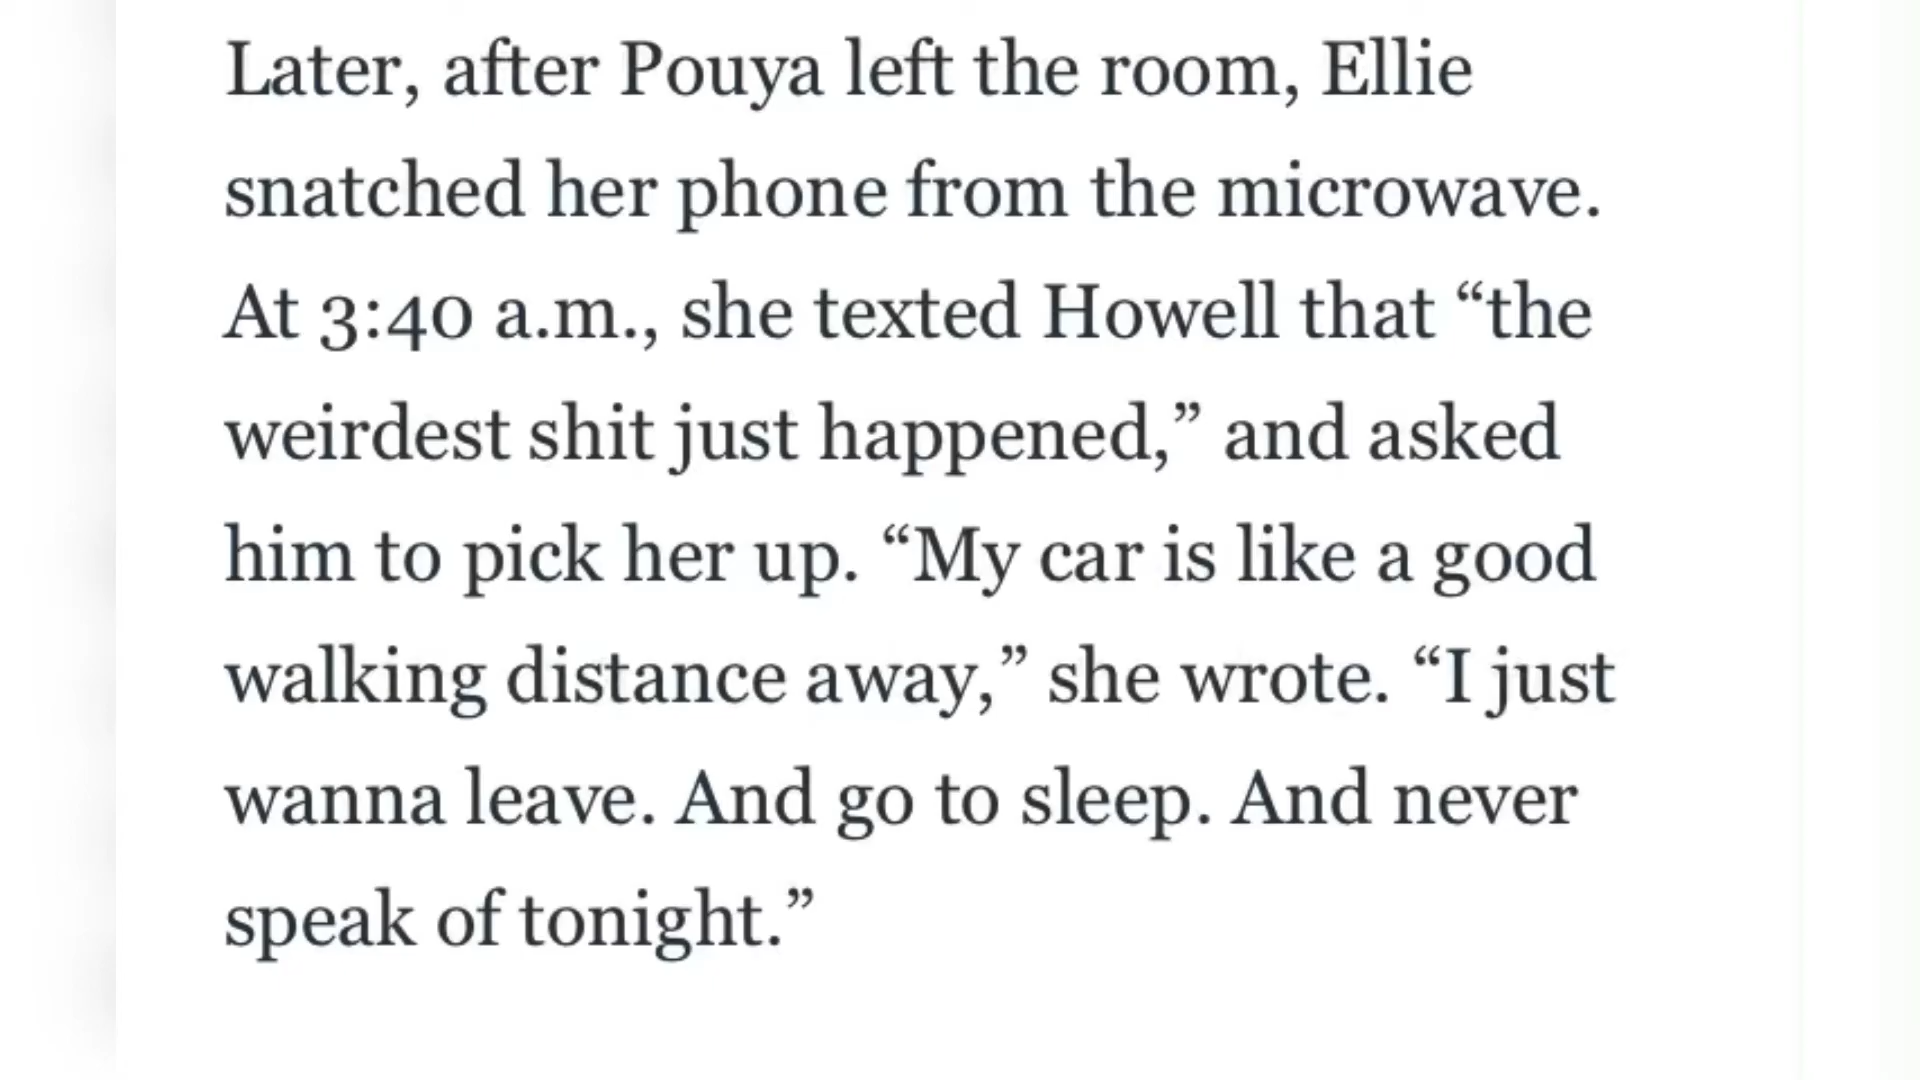 Later, after Pouya left the room, Ellie
snatched her phone from the microwave.
At 3:40 a.m., she texted Howell that “the
weirdest shit just happened,” and asked
him to pick her up. “My car is like a good
walking distance away,” she wrote. “I just
wanna leave. And go to sleep. And never
speak of tonight.”